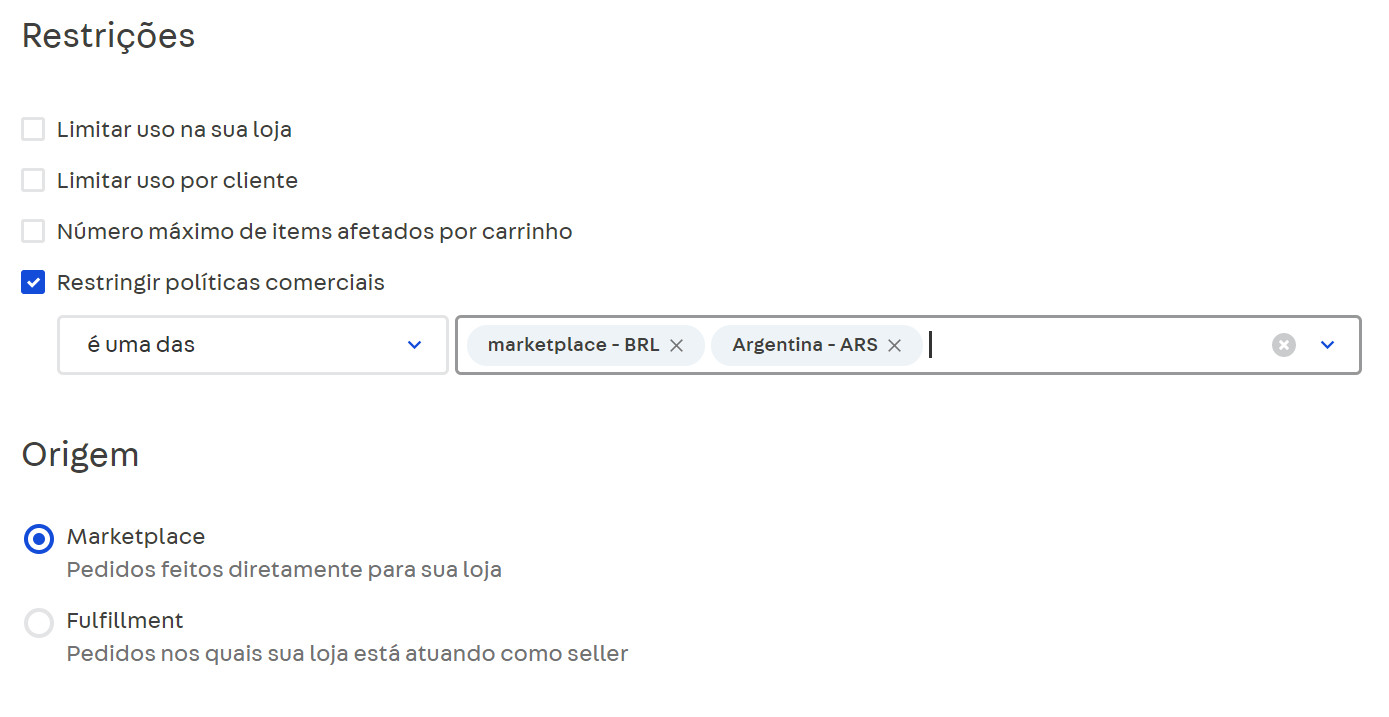 Restrições
Limitar uso na sua loja
Limitar uso por cliente
Número máximo de items afetados por carrinho
Restringir políticas comerciais
é uma das marketplace - BRL Argentina - ARS
Origem
Marketplace
Pedidos feitos diretamente para sua loja
Fulfillment
Pedidos nos quais sua loja está atuando como seller